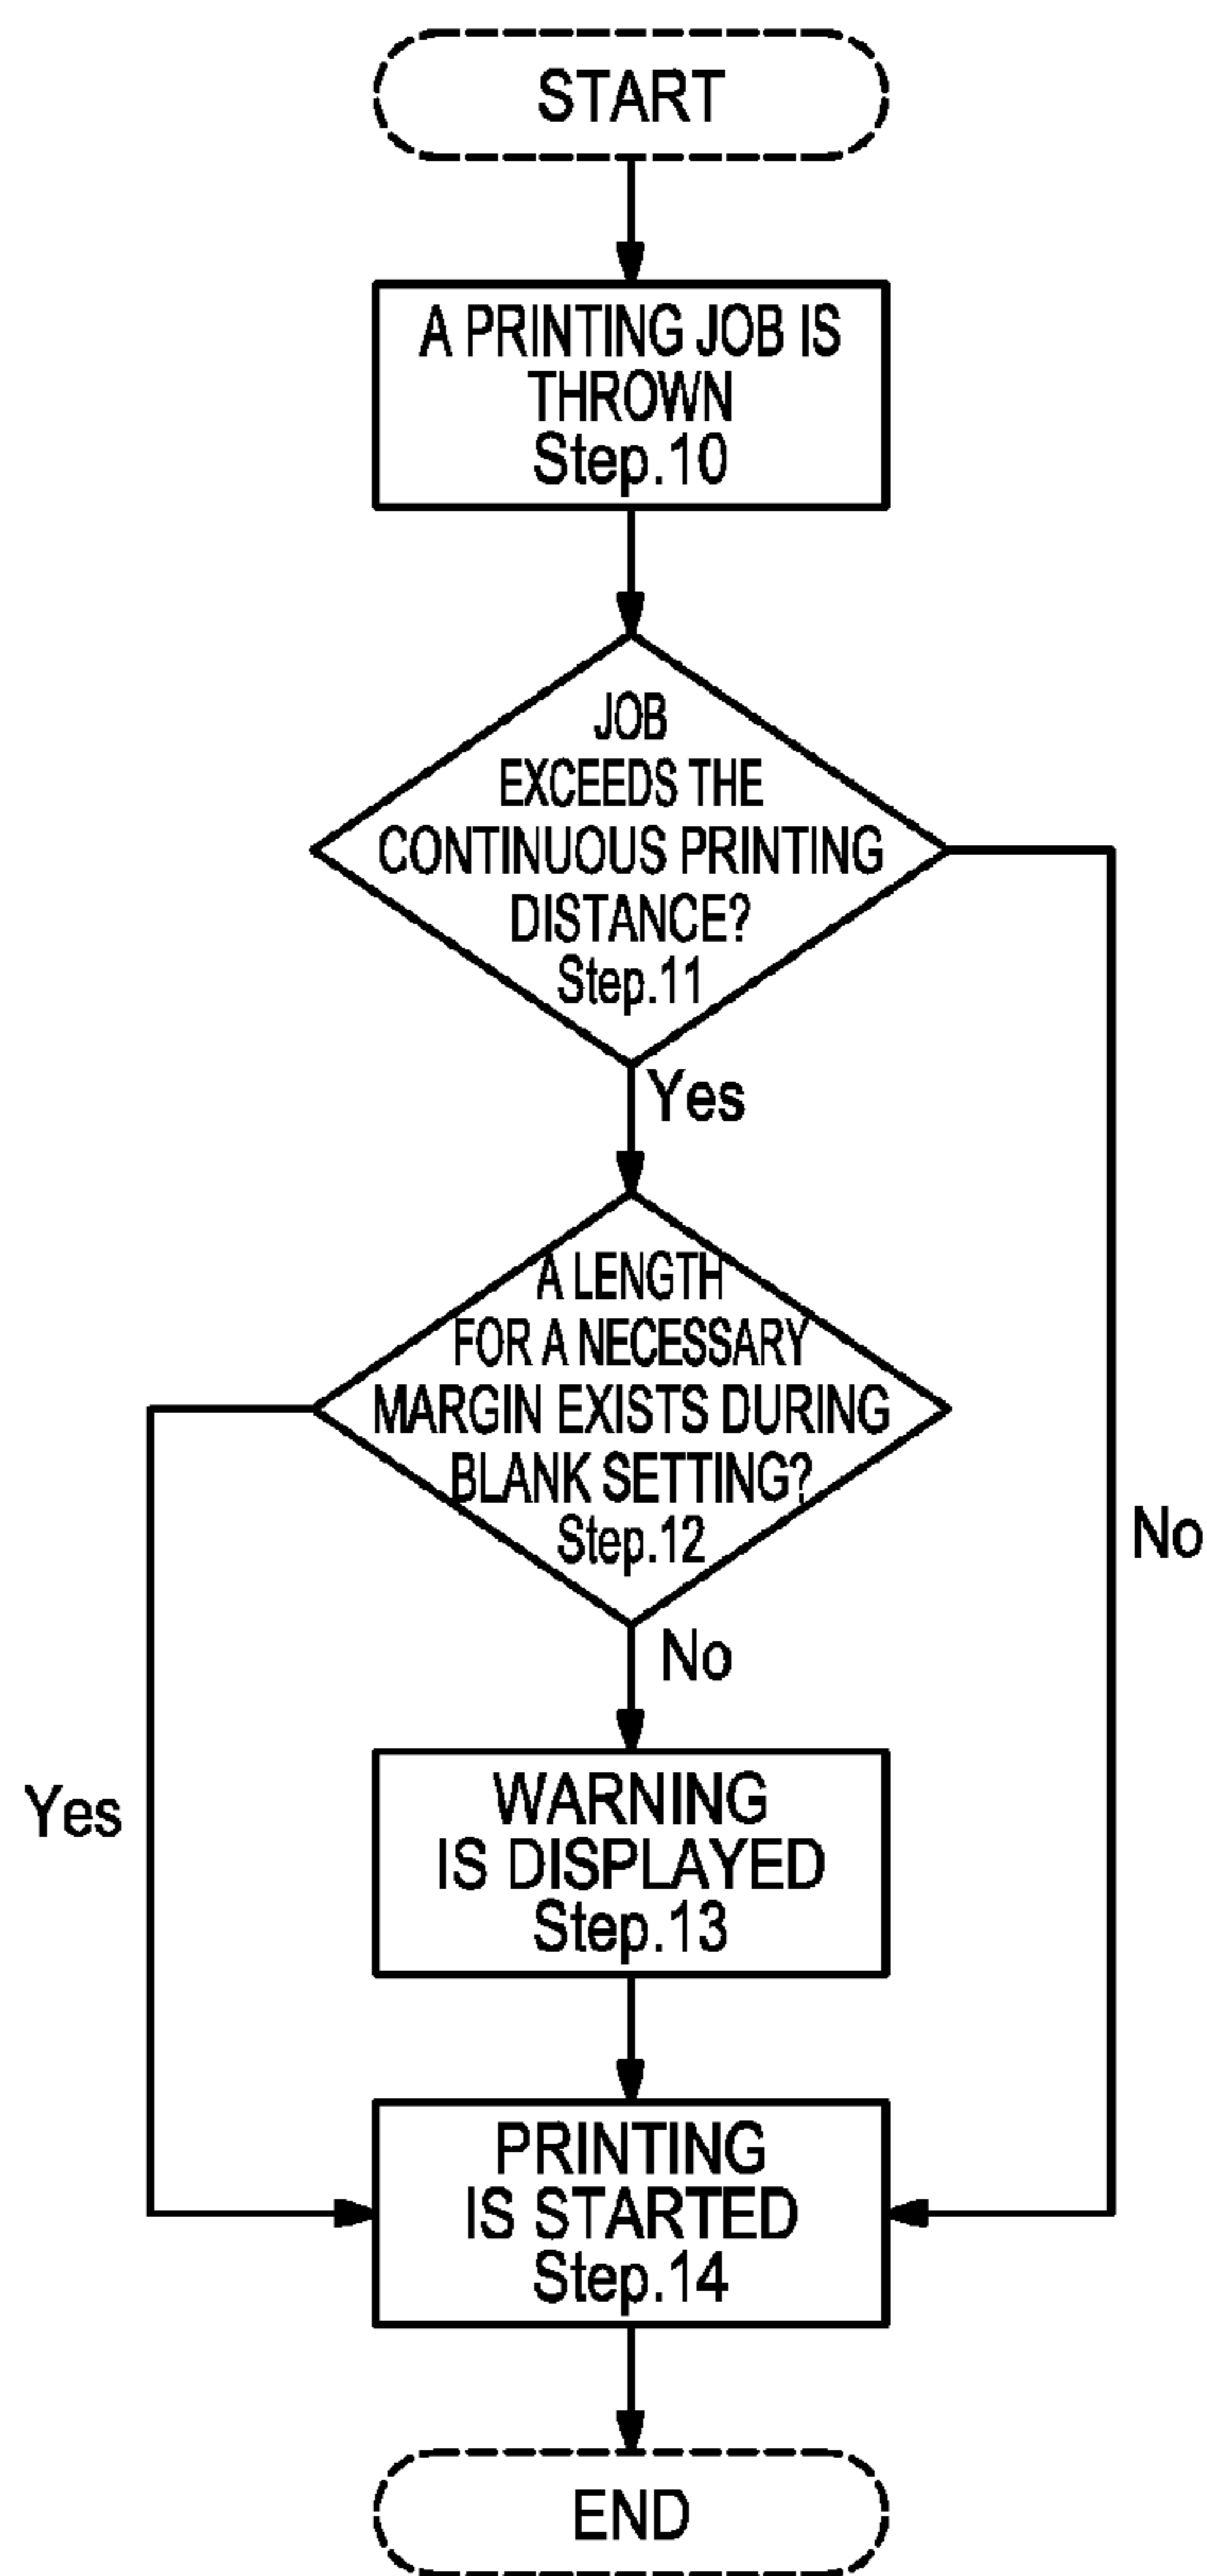 START
A PRINTING JOB IS
THROWN
Step.10
JOB
EXCEEDS THE
CONTINUOUS PRINTING
DISTANCE?
Step.11
Yes
A LENGTH
FOR A NECESSARY
MARGIN EXISTS DURING
BLANK SETTING?
Step.12
No
No
Yes
WARNING
IS DISPLAYED
Step.13
PRINTING
IS STARTED
Step.14
END